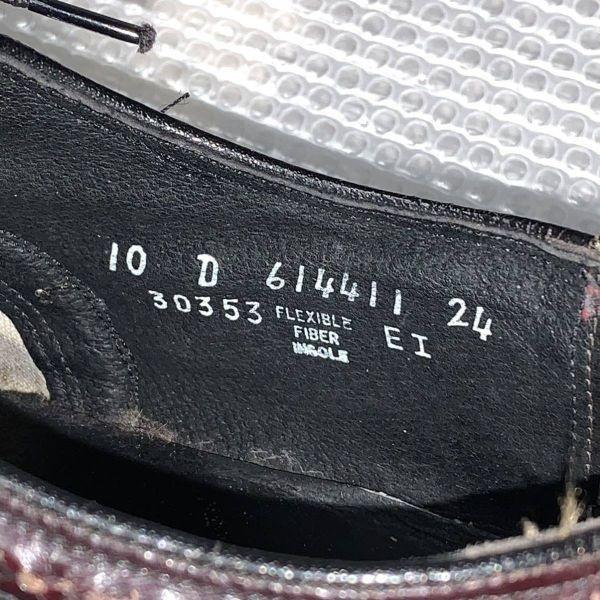 10 D 614411 24
30353 FLEXIBLE FIBER INSOLE EI